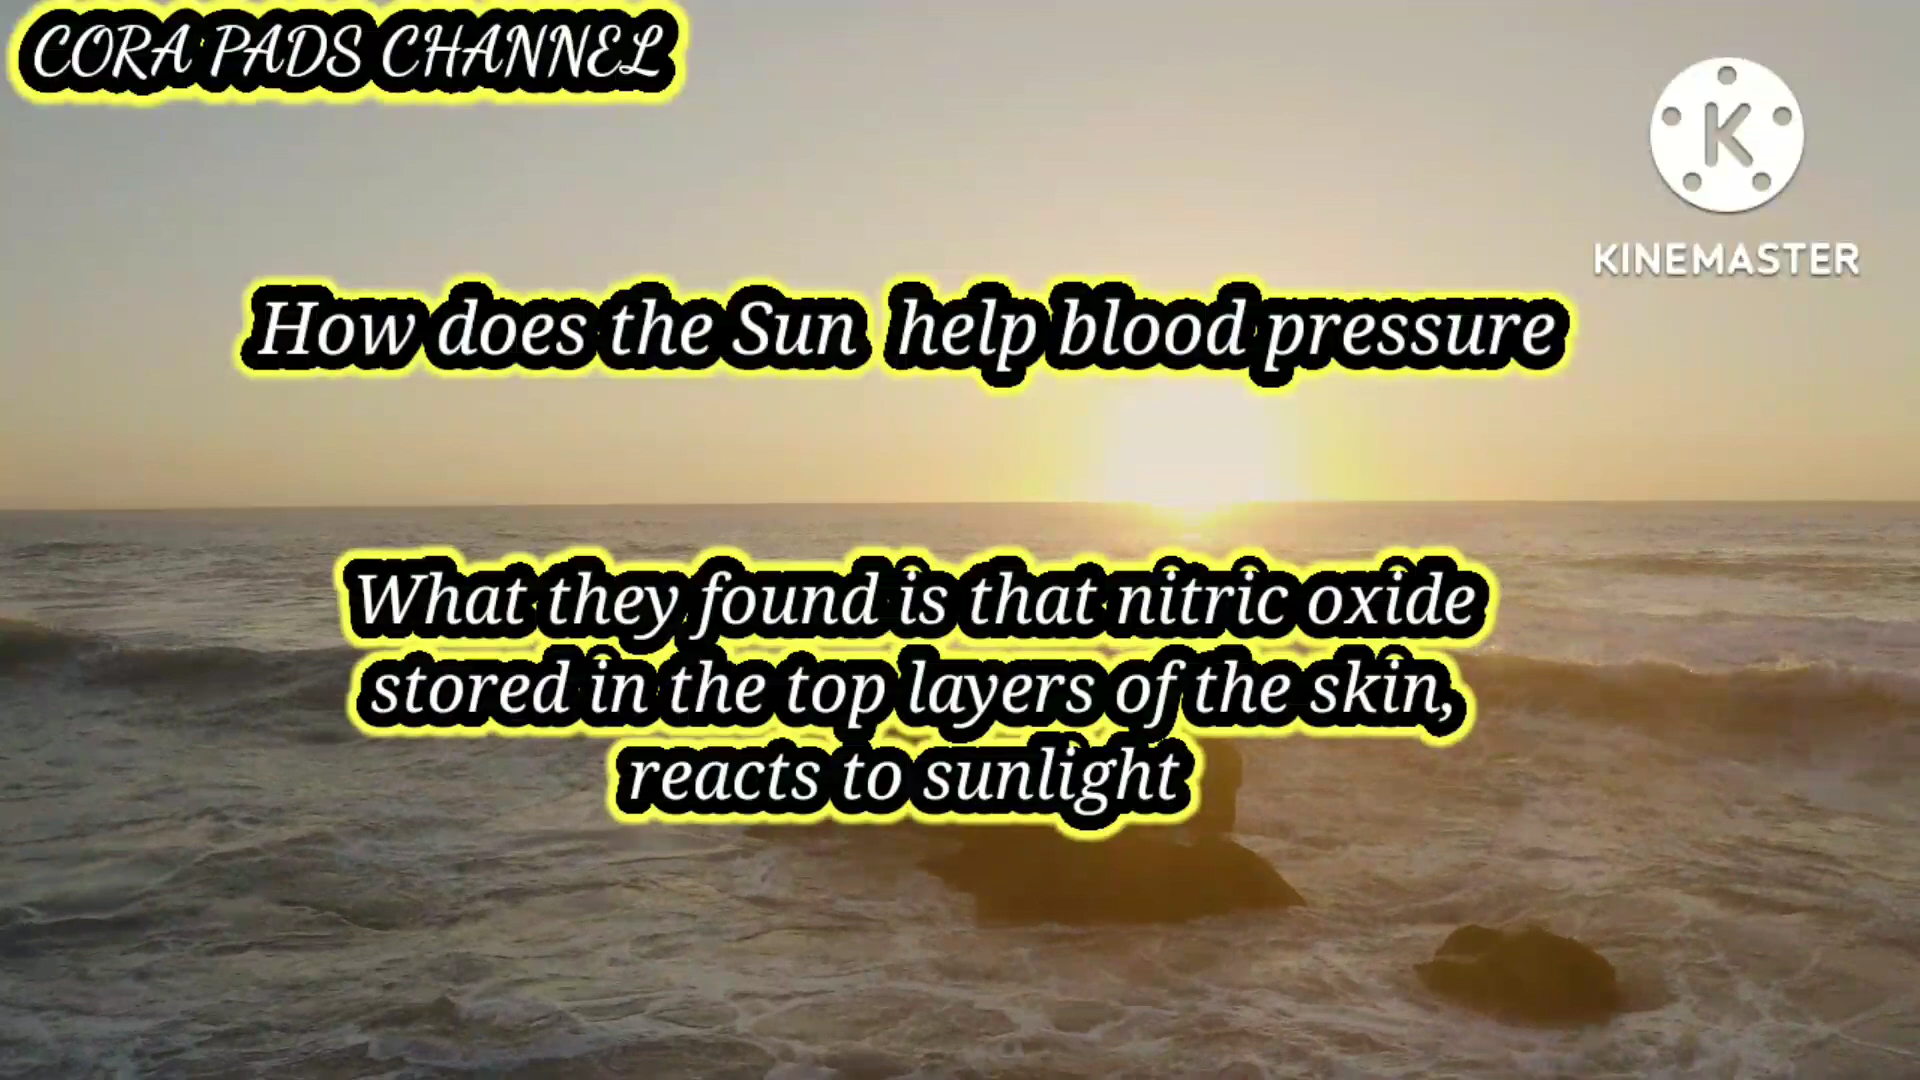 CORA PADS CHANNEL
K
KINEMASTER
How does the Sun help blood pressure
What they found is that nitric oxide
stored in the top layers of the skin,
reacts to sunlight